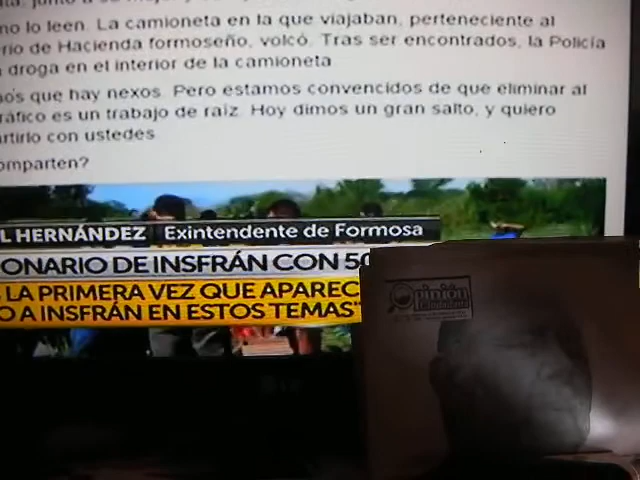 no lo leen. La camioneta en la que viajaban, perteneciente al
rio de Hacienda formoseño, volcó. Tras ser encontrados, la Policía
droga en el interior de la camioneta
que hay nexos. Pero estamos convencidos de que eliminar al
ráfico es un trabajo de raíz. Hoy dimos un gran salto, y quiero
artirlo con ustedes
omparten?
L HERNÁNDEZ Exintendente de Formosa
ONARIO DE INSFRÁN CON 50
LA PRIMERA VEZ QUE APAREC
O A INSFRÁN EN ESTOS TEMAS"
Opinión
Ciudadana